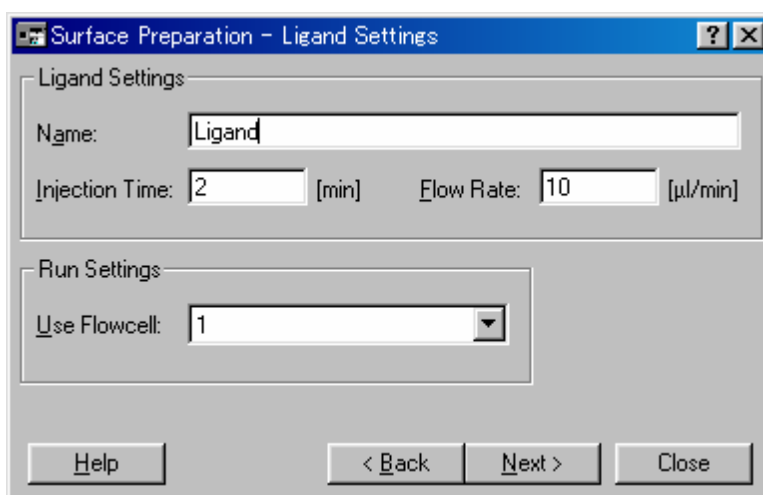 Surface Preparation - Ligand Settings
Ligand Settings
Name: Ligand
Injection Time: 2 [min] Flow Rate: 10 [µl/min]
Run Settings
Use Flowcell: 1
Help < Back Next > Close